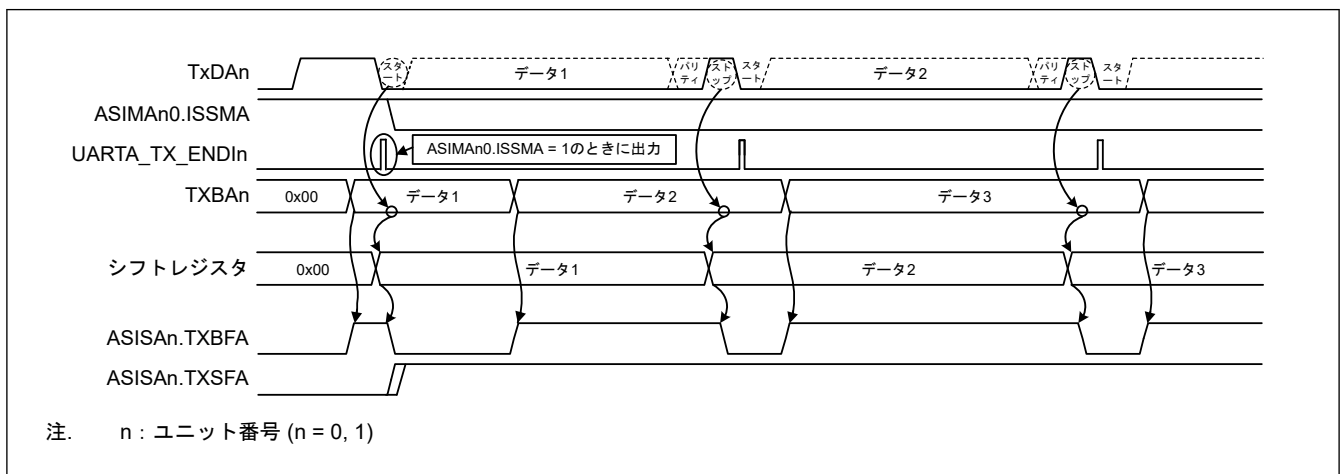 TxDAn
スタート
データ1
パリティ
ストップ
スタート
データ2
パリティ
ストップ
スタート
ASIMAn0.ISSMA
UARTA_TX_ENDIn
ASIMAn0.ISSMA = 1のときに出力
TXBAn
0x00
データ1
データ2
データ3
シフトレジスタ
0x00
データ1
データ2
データ3
ASISAn.TXBFA
ASISAn.TXSFA
注. n : ユニット番号 (n = 0, 1)